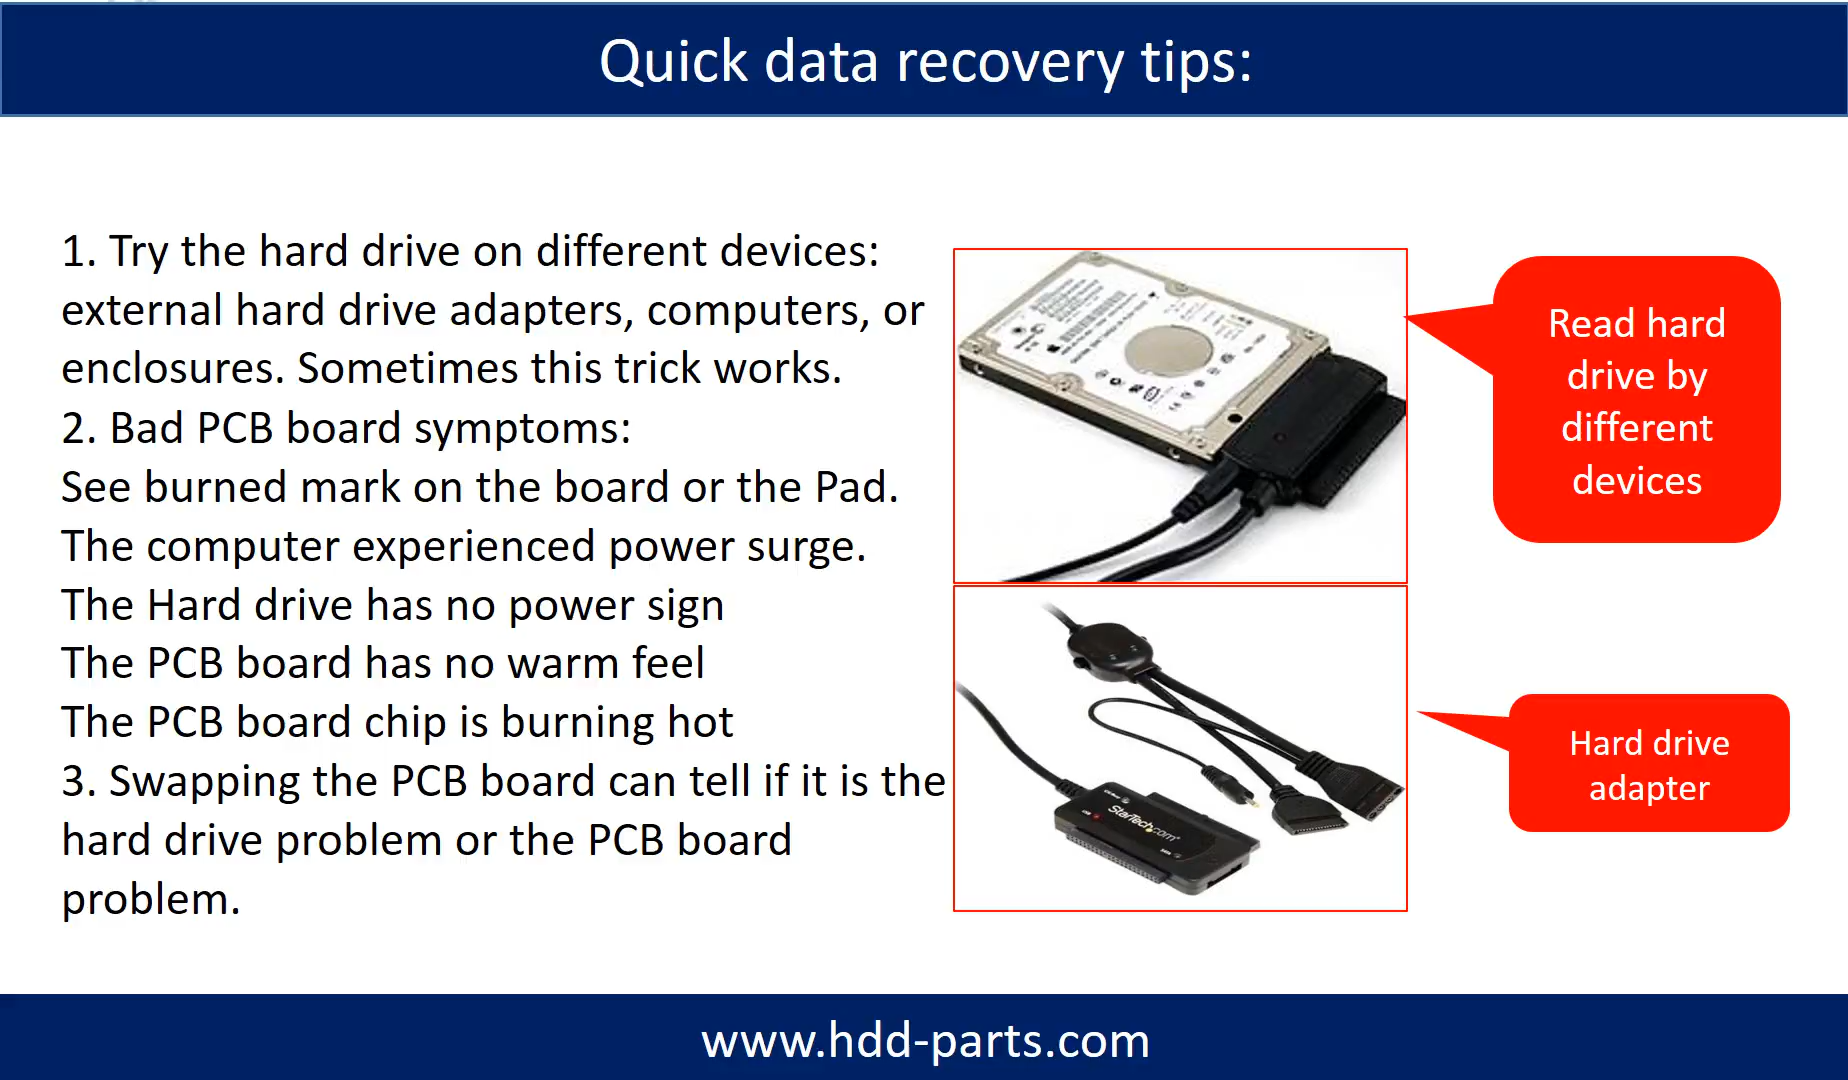 Quick data recovery tips:
1. Try the hard drive on different devices:
external hard drive adapters, computers, or
enclosures. Sometimes this trick works.
2. Bad PCB board symptoms:
See burned mark on the board or the Pad.
The computer experienced power surge.
The Hard drive has no power sign
The PCB board has no warm feel
The PCB board chip is burning hot
3. Swapping the PCB board can tell if it is the
hard drive problem or the PCB board
problem.
Read hard
drive by
different
devices
StarTech.com
Hard drive
adapter
www.hdd-parts.com